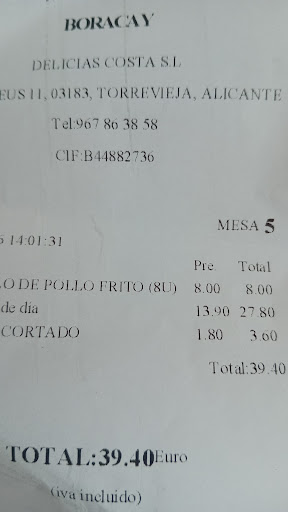 BORACAY
DELICIAS COSTA S.L
EUS 11, 03183, TORREVIEJA, ALICANTE
Tel:967 86 38 58
CIF:B44882736
MESA 5
14:01:31
Pre. Total
O DE POLLO FRITO (8U) 8.00 8.00
de dia 13.90 27.80
CORTADO 1.80 3.60
Total:39.40
TOTAL:39.40Euro
(iva incluido)